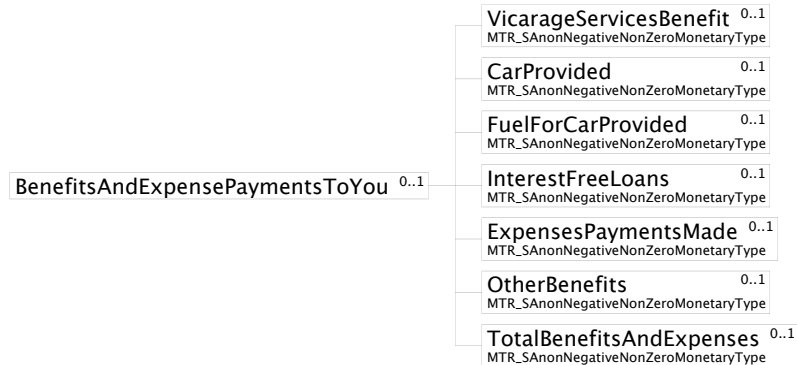 VicarageServicesBenefit 0..1
MTR_SAnonNegativeNonZeroMonetaryType
CarProvided 0..1
MTR_SAnonNegativeNonZeroMonetaryType
FuelForCarProvided 0..1
MTR_SAnonNegativeNonZeroMonetaryType
BenefitsAndExpensePaymentsToYou 0..1
InterestFreeLoans 0..1
MTR_SAnonNegativeNonZeroMonetaryType
ExpensesPaymentsMade 0..1
MTR_SAnonNegativeNonZeroMonetaryType
OtherBenefits 0..1
MTR_SAnonNegativeNonZeroMonetaryType
TotalBenefitsAndExpenses 0..1
MTR_SAnonNegativeNonZeroMonetaryType